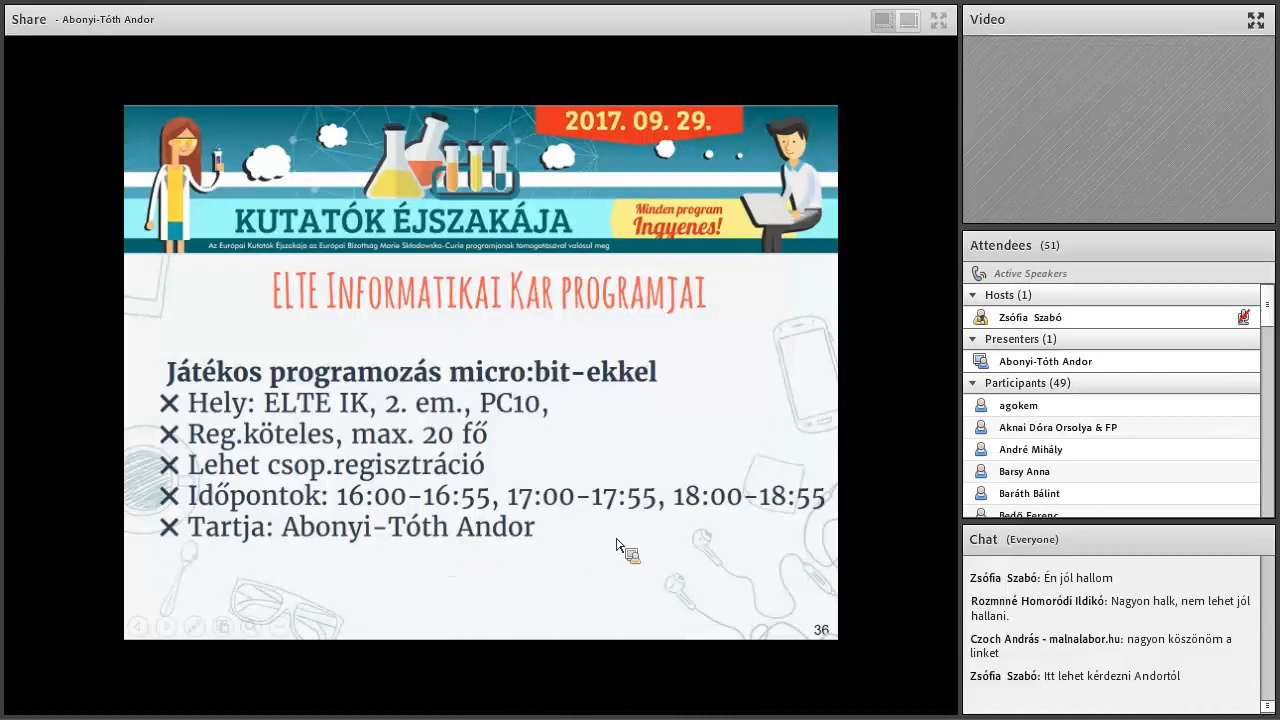 Share - Abonyi-Tóth Andor
2017. 09. 29.
KUTATÓK ÉJSZAKÁJA
Minden program
Ingyenes!
Az Európai Kutatók Éjszakája az Európai Bizottság Marie Skłodowska-Curie programjának támogatásával valósul meg
ELTE Informatikai Kar programjai
Játékos programozás micro:bit-ekkel
✕ Hely: ELTE IK, 2. em., PC10,
✕ Reg.köteles, max. 20 fő
✕ Lehet csop.regisztráció
✕ Időpontok: 16:00-16:55, 17:00-17:55, 18:00-18:55
✕ Tartja: Abonyi-Tóth Andor
36
Video
Attendees (51)
Active Speakers
Hosts (1)
Zsófia Szabó
Presenters (1)
Abonyi-Tóth Andor
Participants (49)
agokem
Aknai Dóra Orsolya & FP
André Mihály
Barsy Anna
Baráth Bálint
Bedő Ferenc
Chat (Everyone)
Zsófia Szabó: Én jól hallom
Rozmnné Homoródi Ildikó: Nagyon halk, nem lehet jól
hallani.
Czoch András - malnalabor.hu: nagyon köszönöm a
linket
Zsófia Szabó: Itt lehet kérdezni Andortól